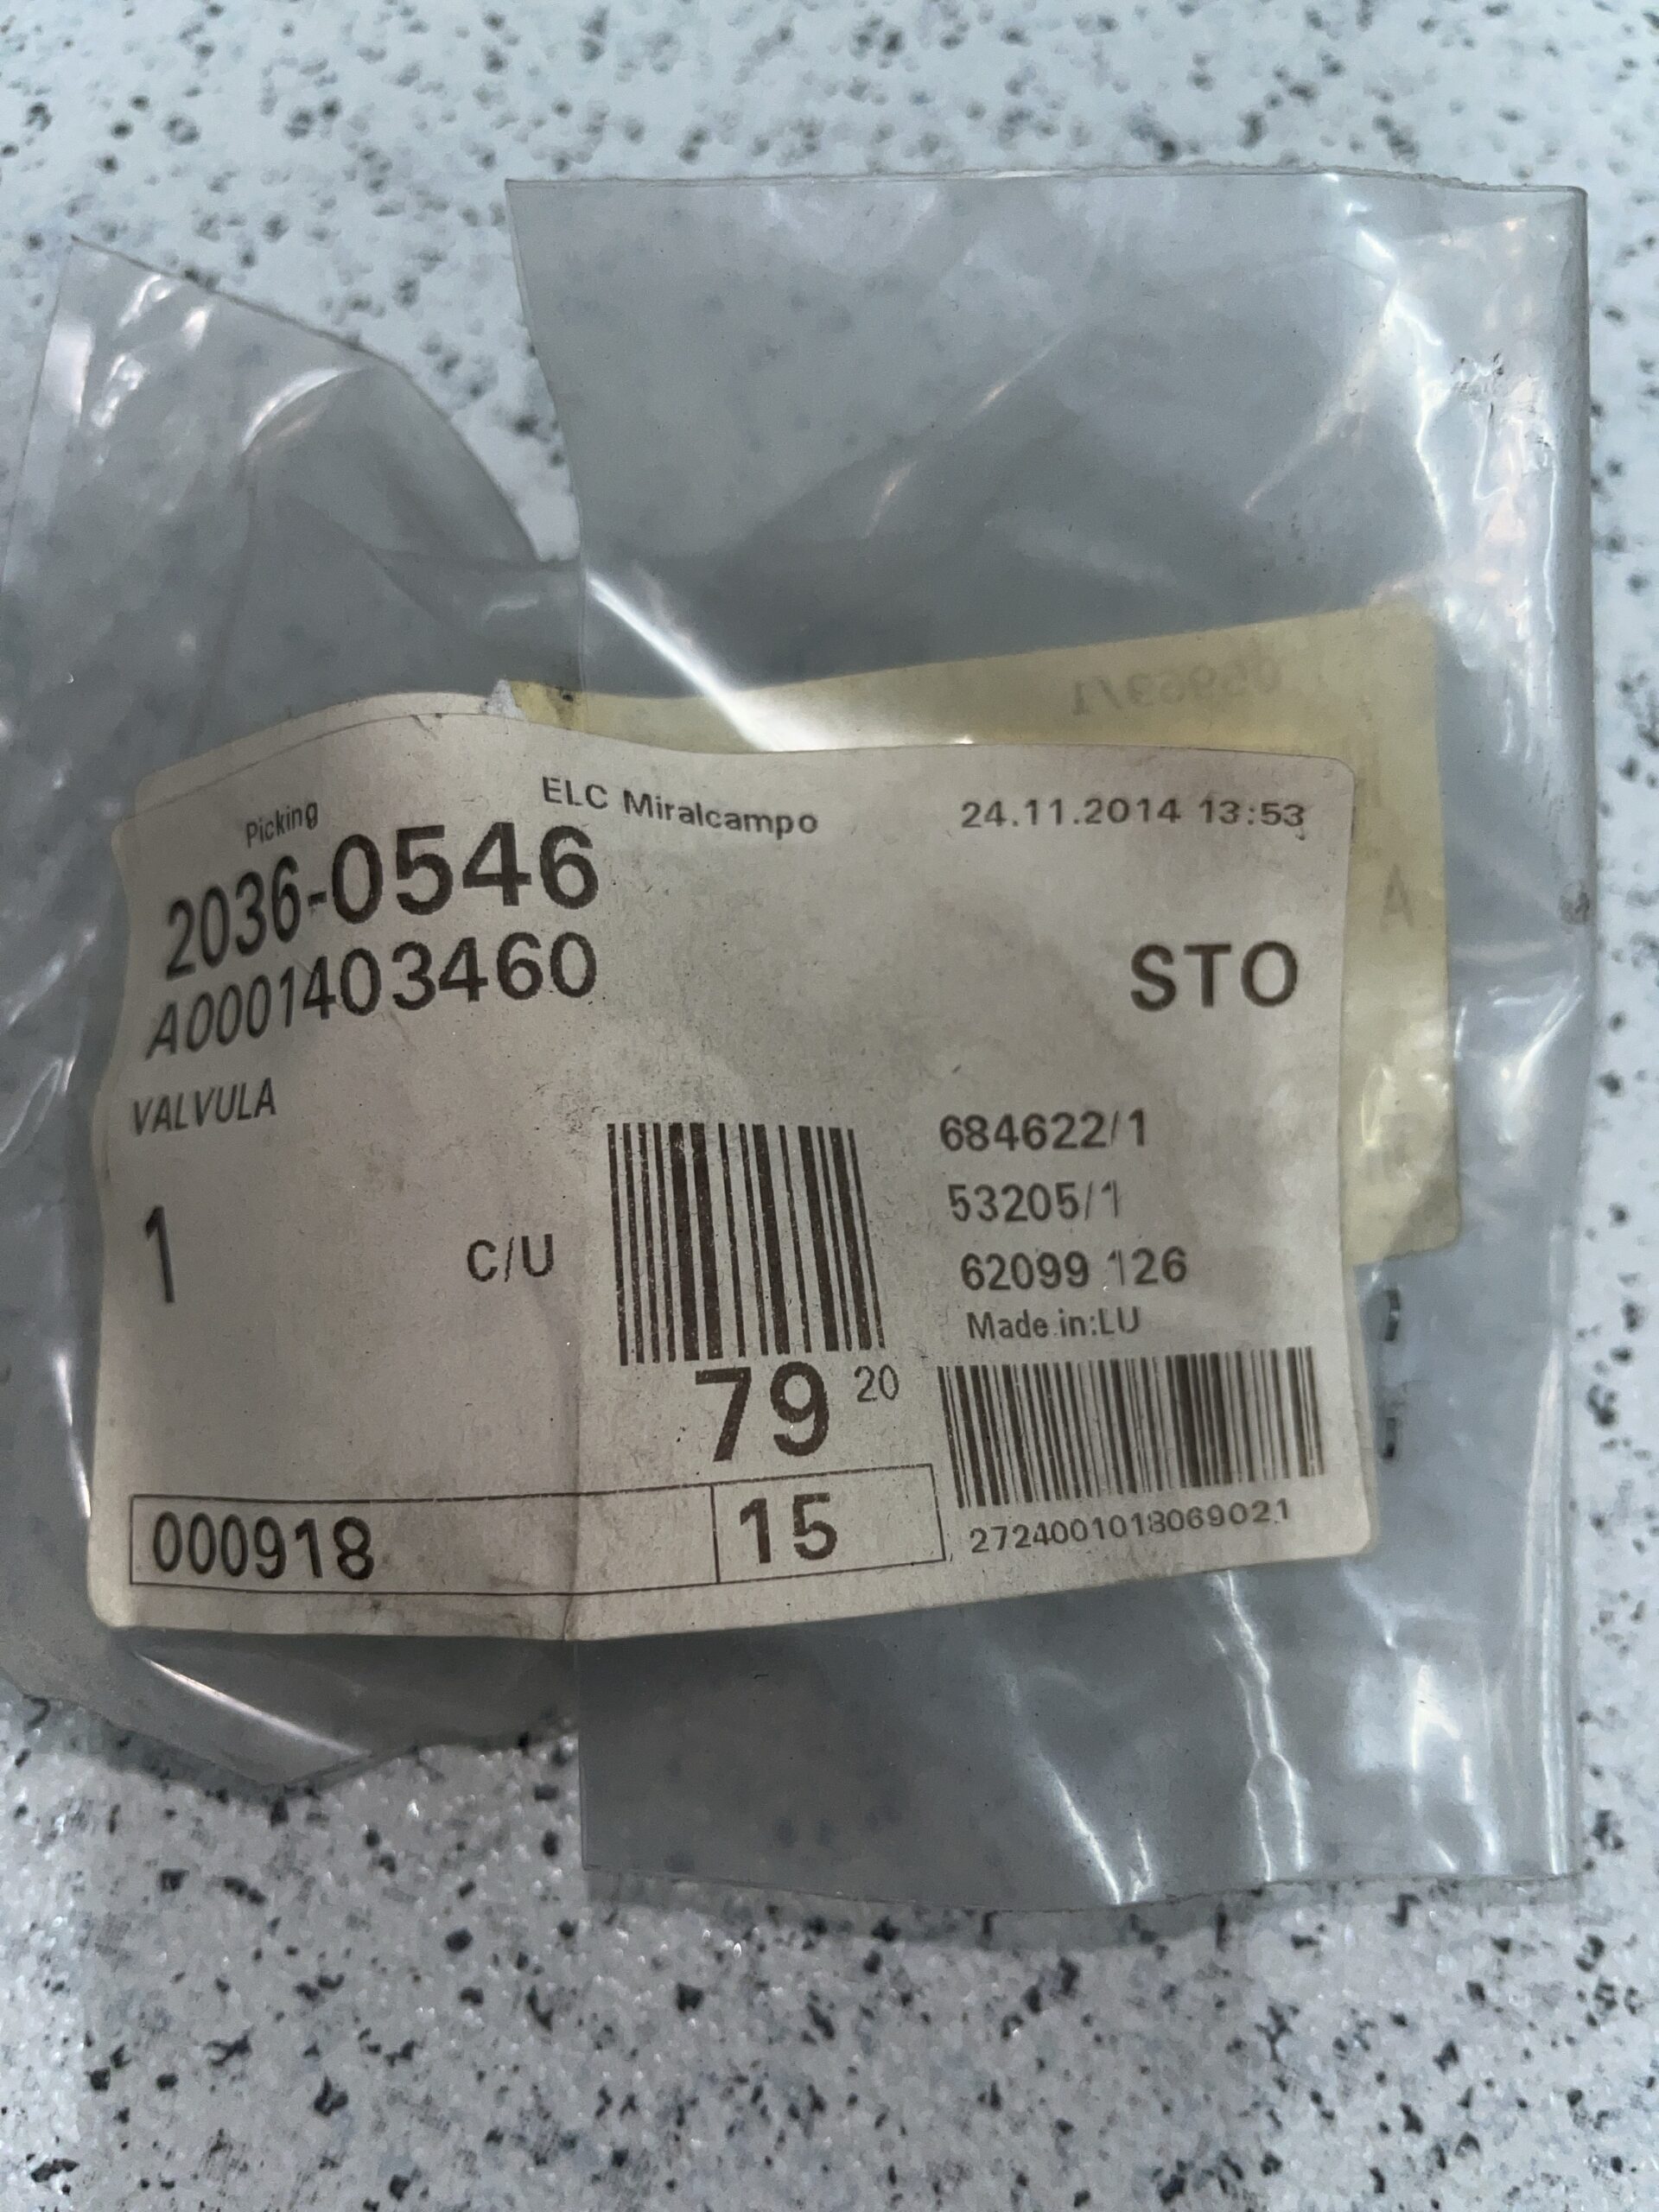 Picking
ELC Miralcampo
24.11.2014 13:53
2036-0546
A0001403460
STO
VALVULA
684622/1
53205/1
1
C/U
62099 126
Made in:LU
79 20
000918
15
2724001018069021